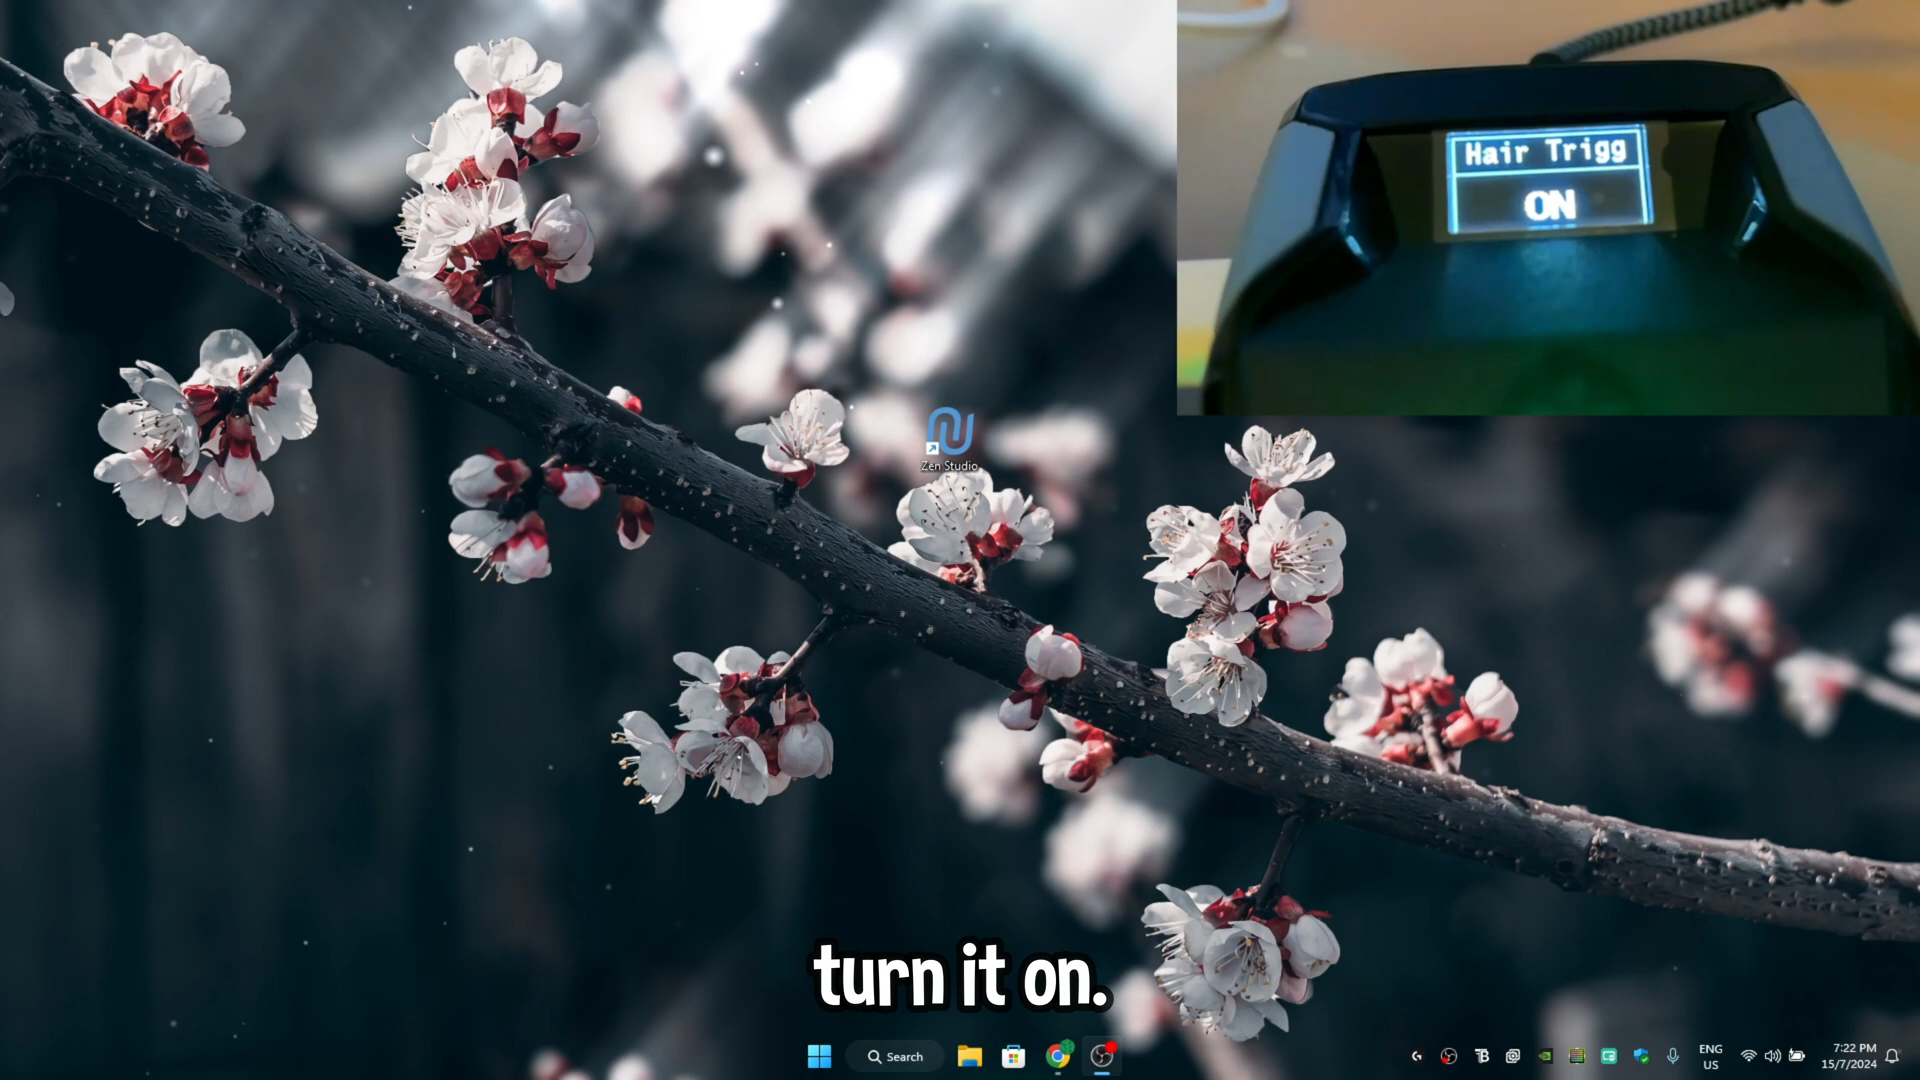 Hair Trigg
ON
Zen Studio
turn it on.
Search
ENG
US
7:22 PM
15/7/2024